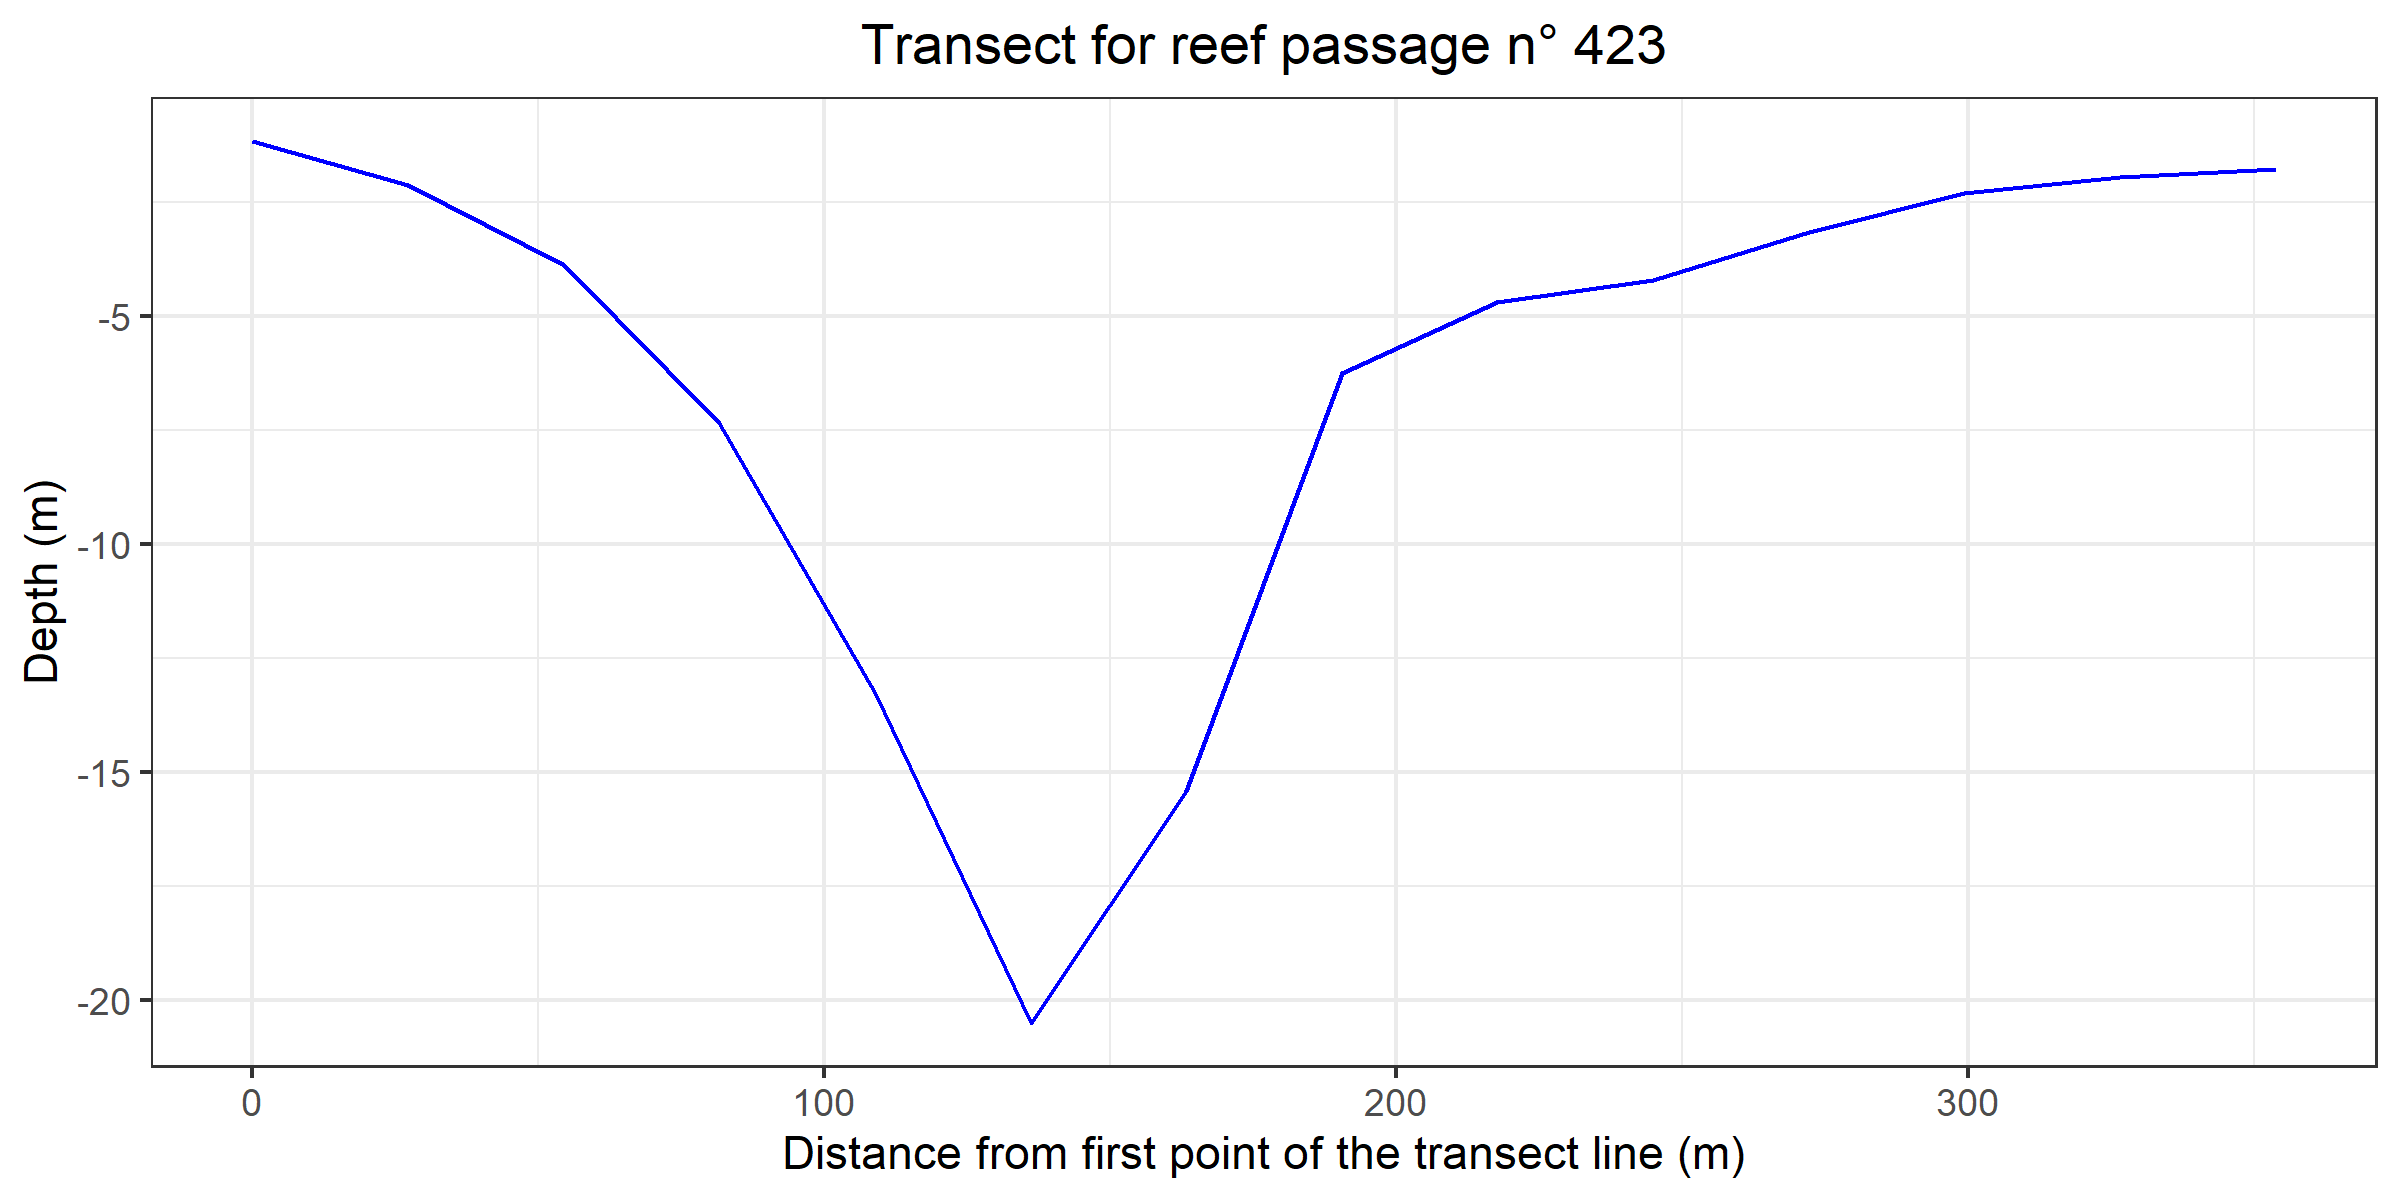 Transect for reef passage n° 423
Depth (m)
-5
-10
-15
-20
0 100 200 300
Distance from first point of the transect line (m)